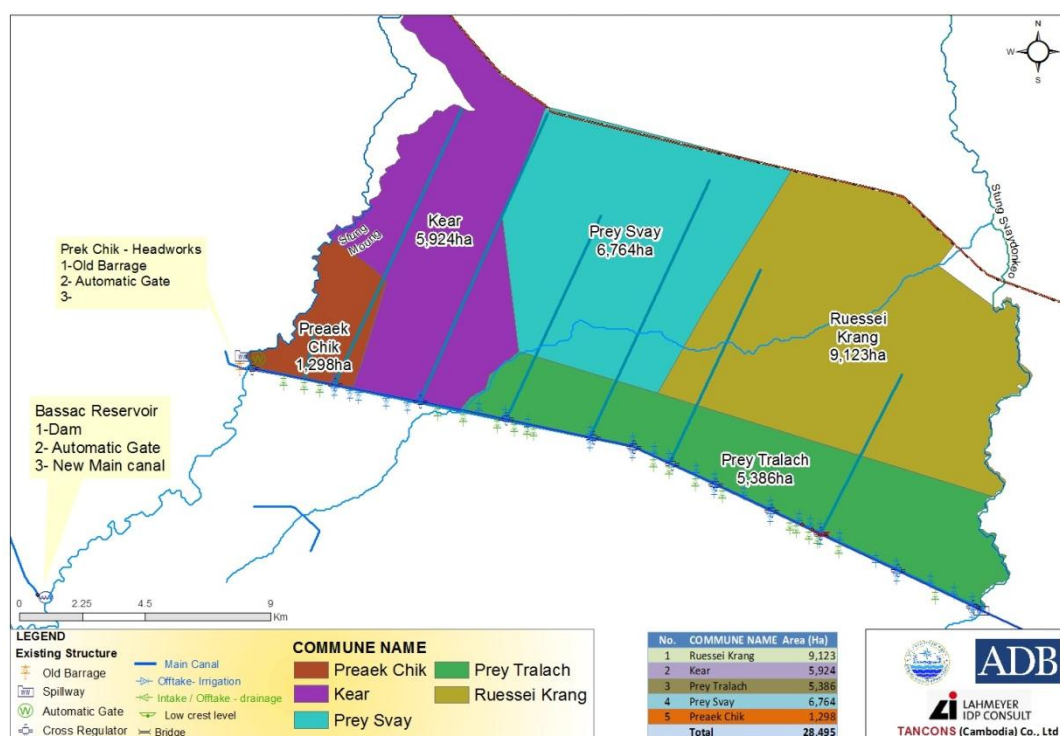 N
W
S
Stung Svaydonkeo
Stung
Moung
Kear
5,924ha
Prey Svay
6,764ha
Prek Chik - Headworks
1-Old Barrage
2- Automatic Gate
3-
Preaek
Chik
1,298ha
Ruessei
Krang
9,123ha
Bassac Reservoir
1-Dam
2- Automatic Gate
3- New Main canal
Prey Tralach
5,386ha
0 2.25 4.5 9
Km
LEGEND
Existing Structure
Old Barrage
Spillway
Automatic Gate
Cross Regulator
Main Canal
Offtake- Irrigation
Intake / Offtake - drainage
Low crest level
Bridge
COMMUNE NAME
Preaek Chik
Kear
Prey Svay
Prey Tralach
Ruessei Krang
No. COMMUNE NAME Area (Ha)
1 Ruessei Krang 9,123
2 Kear 5,924
3 Prey Tralach 5,386
4 Prey Svay 6,764
5 Preaek Chik 1,298
Total 28.495
ADB
LAHMEYER
IDP CONSULT
TANCONS (Cambodia) Co., Ltd